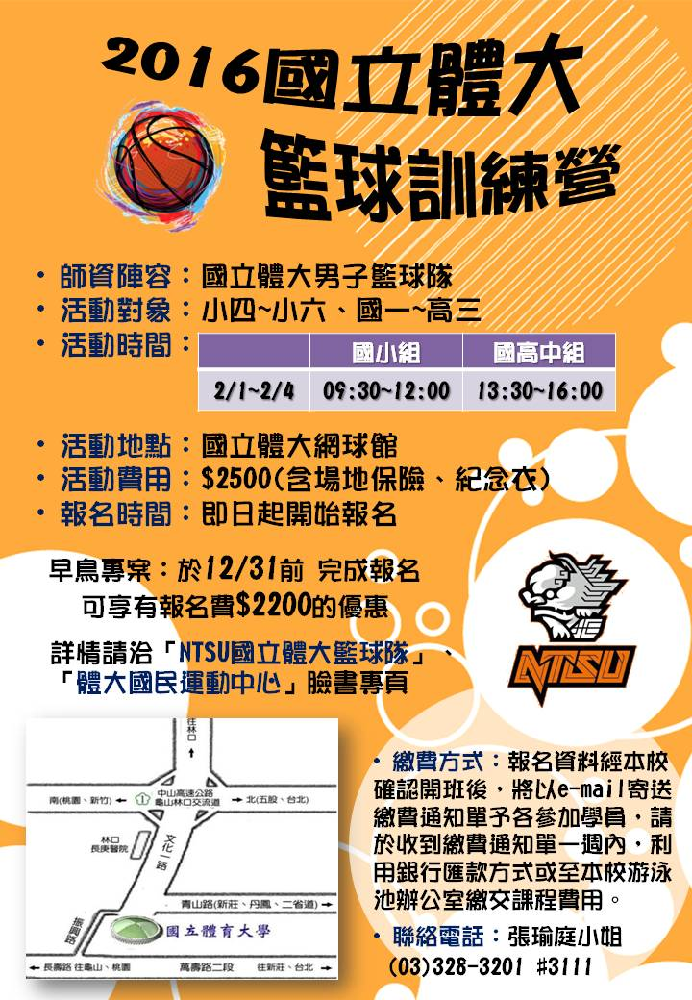 2016國立體大
籃球訓練營
• 師資陣容：國立體大男子籃球隊
• 活動對象：小四~小六、國一~高三
• 活動時間：
國小組 國高中組
2/1~2/4 09:30~12:00 13:30~16:00
• 活動地點：國立體大網球館
• 活動費用：$2500(含場地保險、紀念衣)
• 報名時間：即日起開始報名
早鳥專案：於12/31前 完成報名
可享有報名費$2200的優惠
詳情請洽「NTSU國立體大籃球隊」、
「體大國民運動中心」臉書專頁
NTSU
往林口
南(桃園、新竹)
1
中山高速公路
龜山林口交流道
北(五股、台北)
林口
長庚醫院
文化一路
青山路(新莊、丹鳳、二省道)
振興路
國立體育大學
長壽路 往龜山、桃園
萬壽路二段
往新莊、台北
• 繳費方式：報名資料經本校
確認開班後，將以e-mail寄送
繳費通知單予各參加學員，請
於收到繳費通知單一週內，利
用銀行匯款方式或至本校游泳
池辦公室繳交課程費用。
• 聯絡電話：張瑜庭小姐
(03)328-3201 #3111